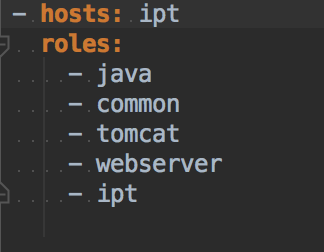 - hosts: ipt
  roles:
    - java
    - common
    - tomcat
    - webserver
    - ipt